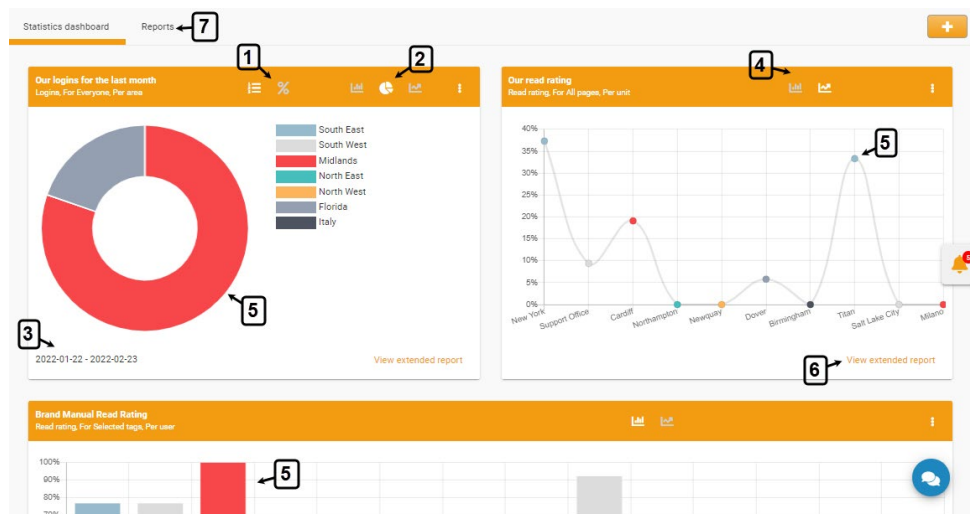 Statistics dashboard
Reports
7
1
2
4
Our logins for the last month
Logins, For Everyone, Per area
%
South East
South West
Midlands
North East
North West
Florida
Italy
5
3
2022-01-22 - 2022-02-23
View extended report
Our read rating
Read rating, For All pages, Per unit
40%
35%
30%
25%
20%
15%
10%
5%
0%
5
New York
Support Office
Cardiff
Northampton
Newquay
Dover
Birmingham
Titan
Salt Lake City
Milano
6
View extended report
5
Brand Manual Read Rating
Read rating, For Selected tags, Per user
100%
90%
80%
70%
5